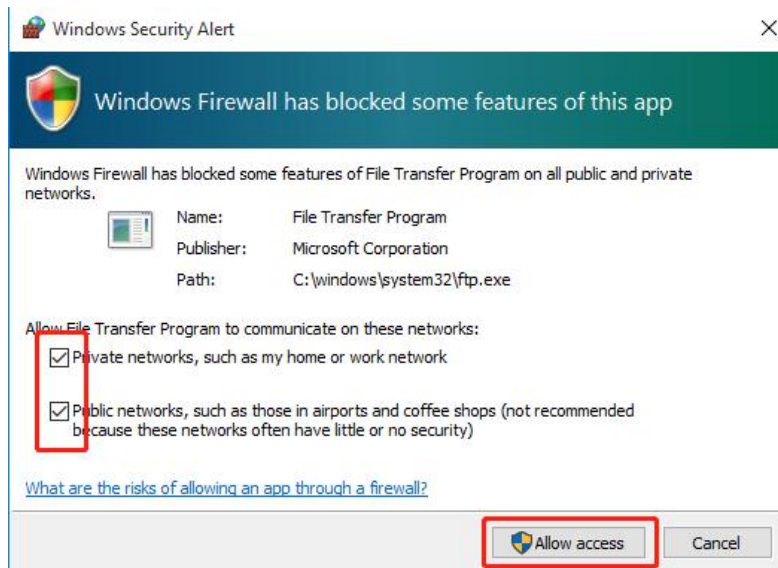 Windows Security Alert
Windows Firewall has blocked some features of this app
Windows Firewall has blocked some features of File Transfer Program on all public and private
networks.
Name: File Transfer Program
Publisher: Microsoft Corporation
Path: C:\windows\system32\ftp.exe
Allow File Transfer Program to communicate on these networks:
Private networks, such as my home or work network
Public networks, such as those in airports and coffee shops (not recommended
because these networks often have little or no security)
What are the risks of allowing an app through a firewall?
Allow access Cancel